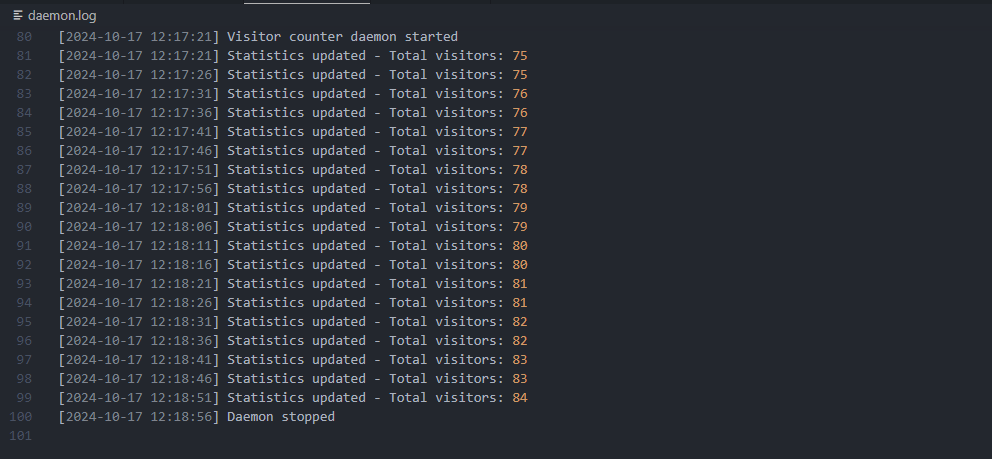 daemon.log
80 [2024-10-17 12:17:21] Visitor counter daemon started
81 [2024-10-17 12:17:21] Statistics updated - Total visitors: 75
82 [2024-10-17 12:17:26] Statistics updated - Total visitors: 75
83 [2024-10-17 12:17:31] Statistics updated - Total visitors: 76
84 [2024-10-17 12:17:36] Statistics updated - Total visitors: 76
85 [2024-10-17 12:17:41] Statistics updated - Total visitors: 77
86 [2024-10-17 12:17:46] Statistics updated - Total visitors: 77
87 [2024-10-17 12:17:51] Statistics updated - Total visitors: 78
88 [2024-10-17 12:17:56] Statistics updated - Total visitors: 78
89 [2024-10-17 12:18:01] Statistics updated - Total visitors: 79
90 [2024-10-17 12:18:06] Statistics updated - Total visitors: 79
91 [2024-10-17 12:18:11] Statistics updated - Total visitors: 80
92 [2024-10-17 12:18:16] Statistics updated - Total visitors: 80
93 [2024-10-17 12:18:21] Statistics updated - Total visitors: 81
94 [2024-10-17 12:18:26] Statistics updated - Total visitors: 81
95 [2024-10-17 12:18:31] Statistics updated - Total visitors: 82
96 [2024-10-17 12:18:36] Statistics updated - Total visitors: 82
97 [2024-10-17 12:18:41] Statistics updated - Total visitors: 83
98 [2024-10-17 12:18:46] Statistics updated - Total visitors: 83
99 [2024-10-17 12:18:51] Statistics updated - Total visitors: 84
100 [2024-10-17 12:18:56] Daemon stopped
101